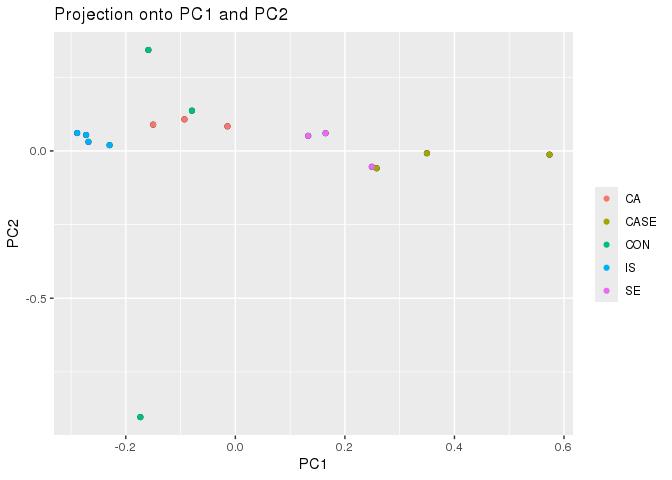 Projection onto PC1 and PC2
0.0
-0.5
PC2
-0.2
0.0
0.2
0.4
0.6
PC1
CA
CASE
CON
IS
SE